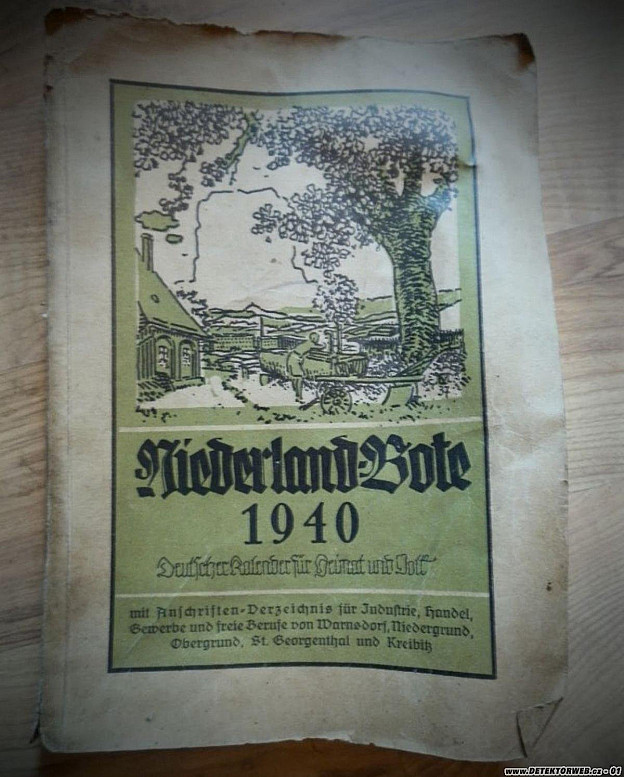 Niederland-Bote
1940
Deutscher Kalender für Heimat und Volk
mit Anschriften-Verzeichnis für Industrie, Handel,
Gewerbe und freie Berufe von Warnsdorf, Niedergrund,
Obergrund, St. Georgenthal und Kreibitz
www.DETEKTORWEB.cz - 01